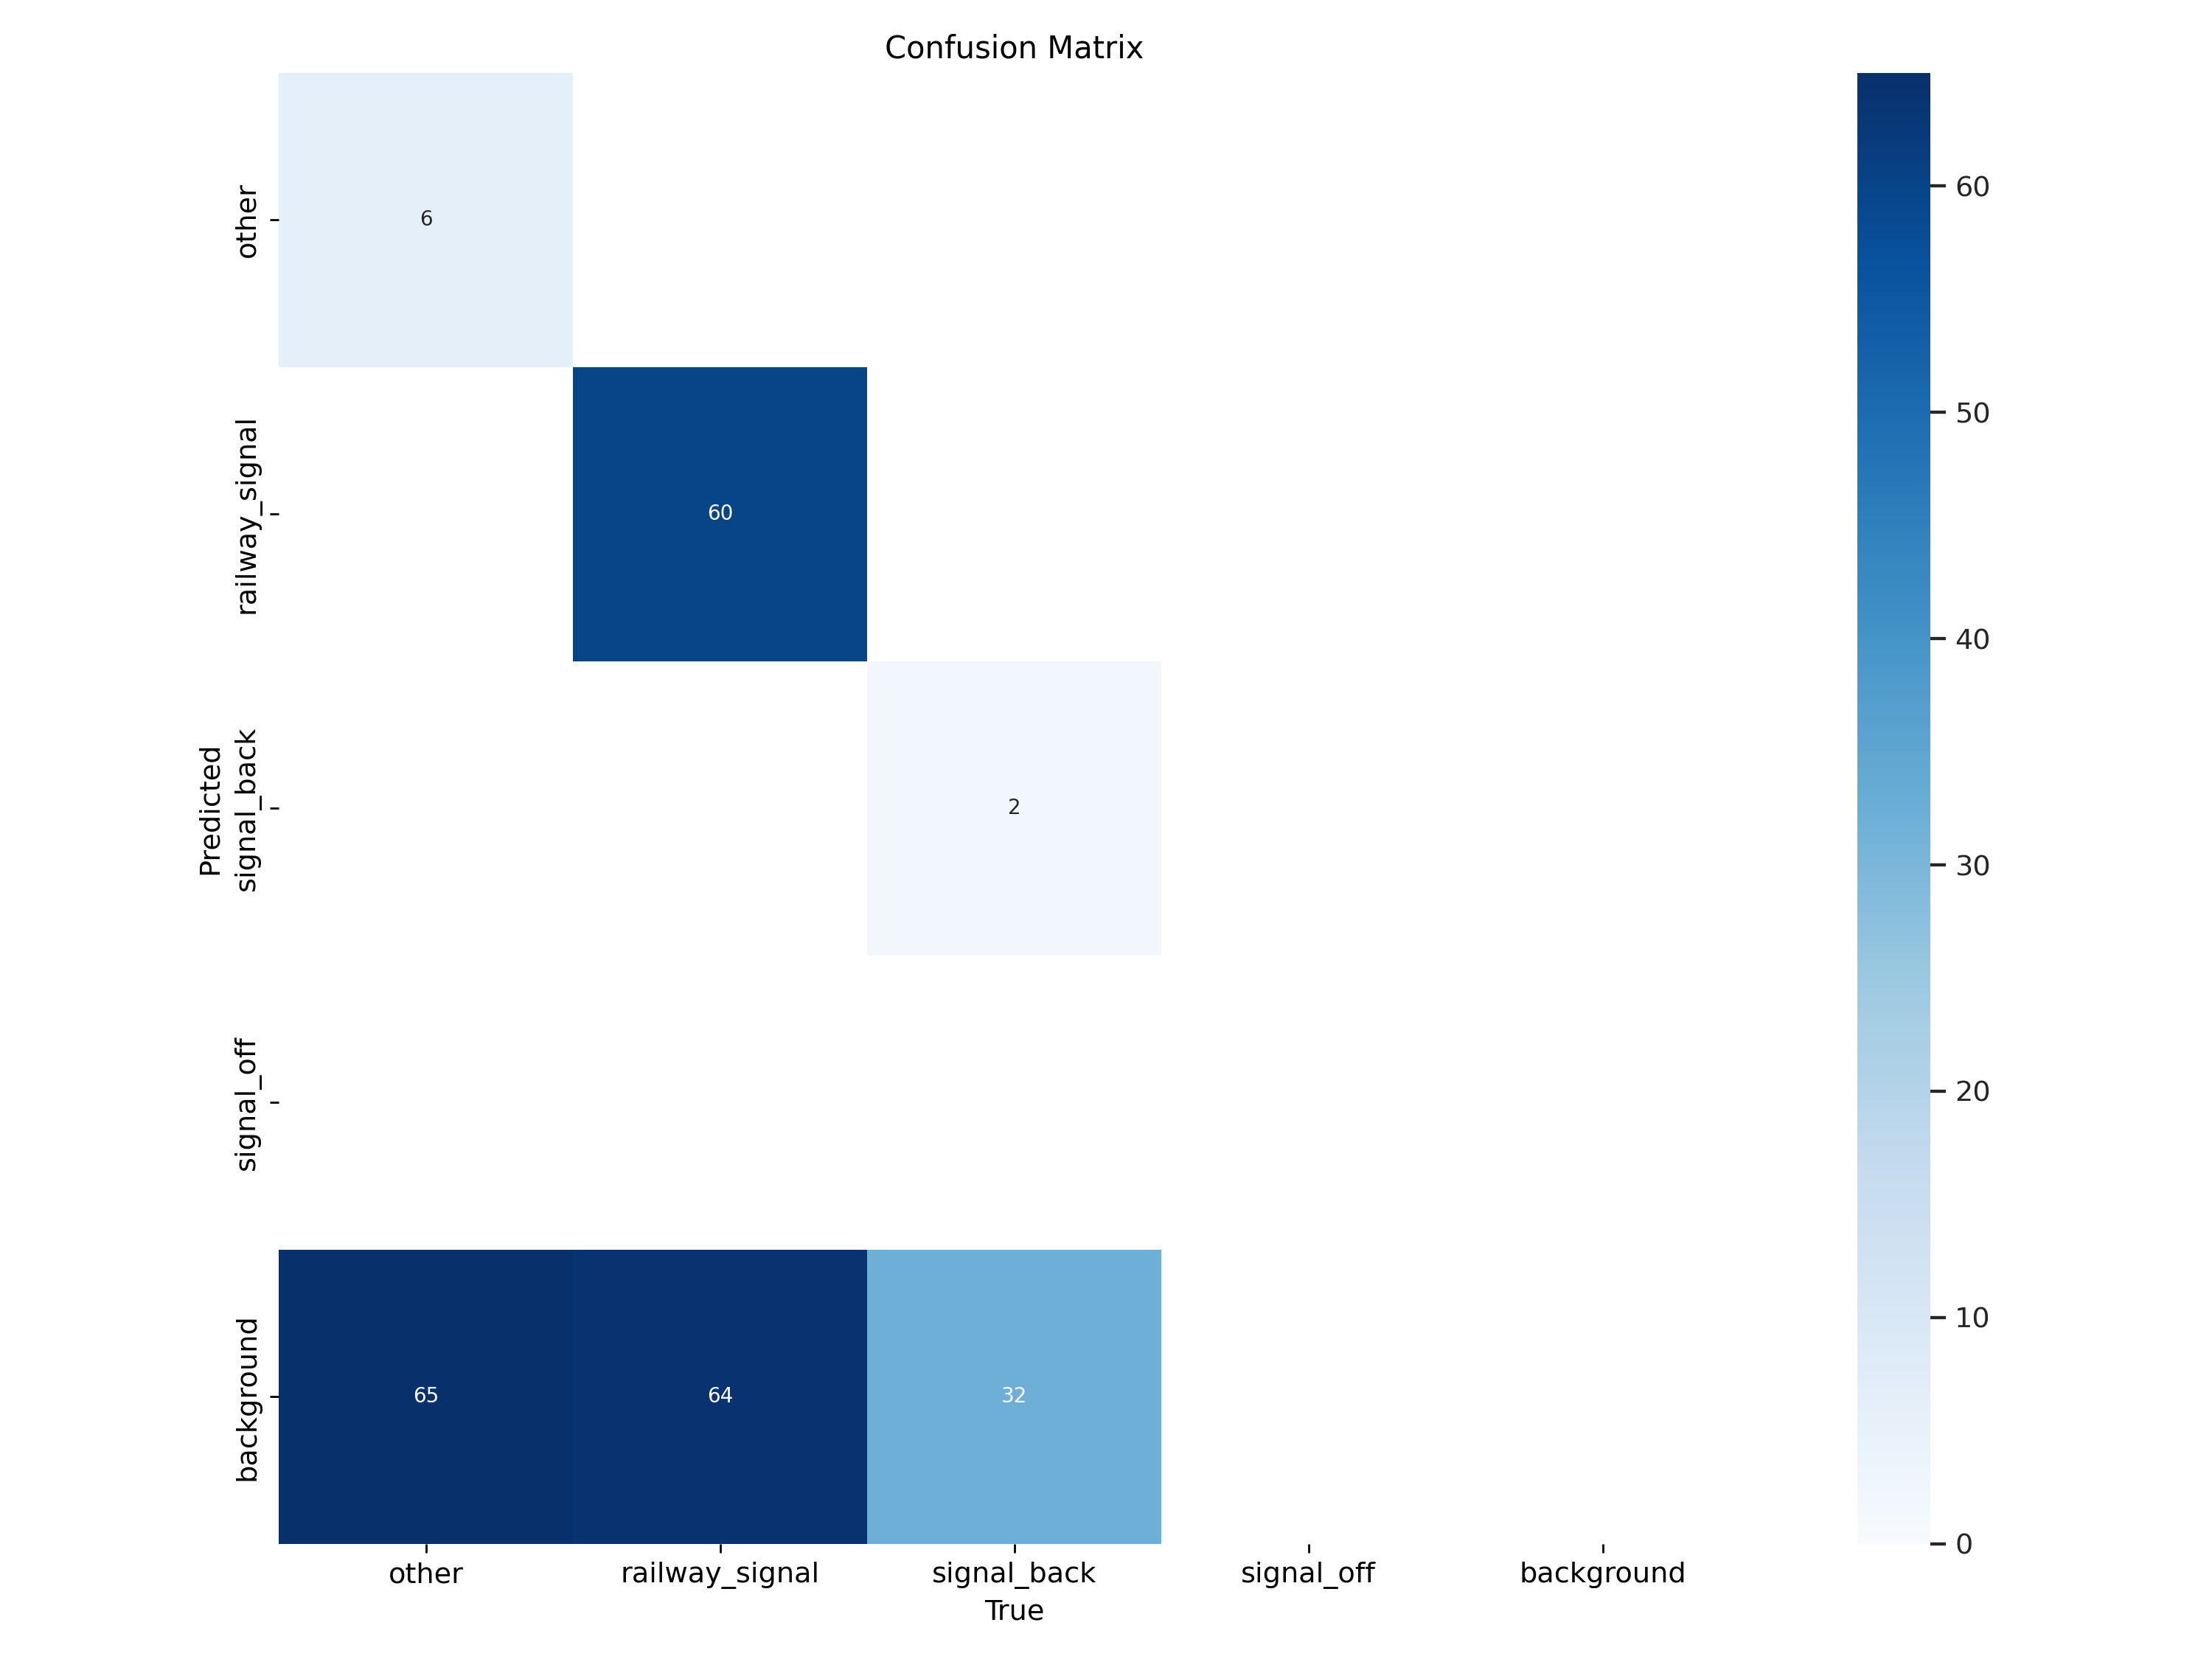 Confusion Matrix
other
railway_signal
signal_back
signal_off
background
Predicted
6
60
2
65 64 32
other railway_signal signal_back signal_off background
True
60
50
40
30
20
10
0